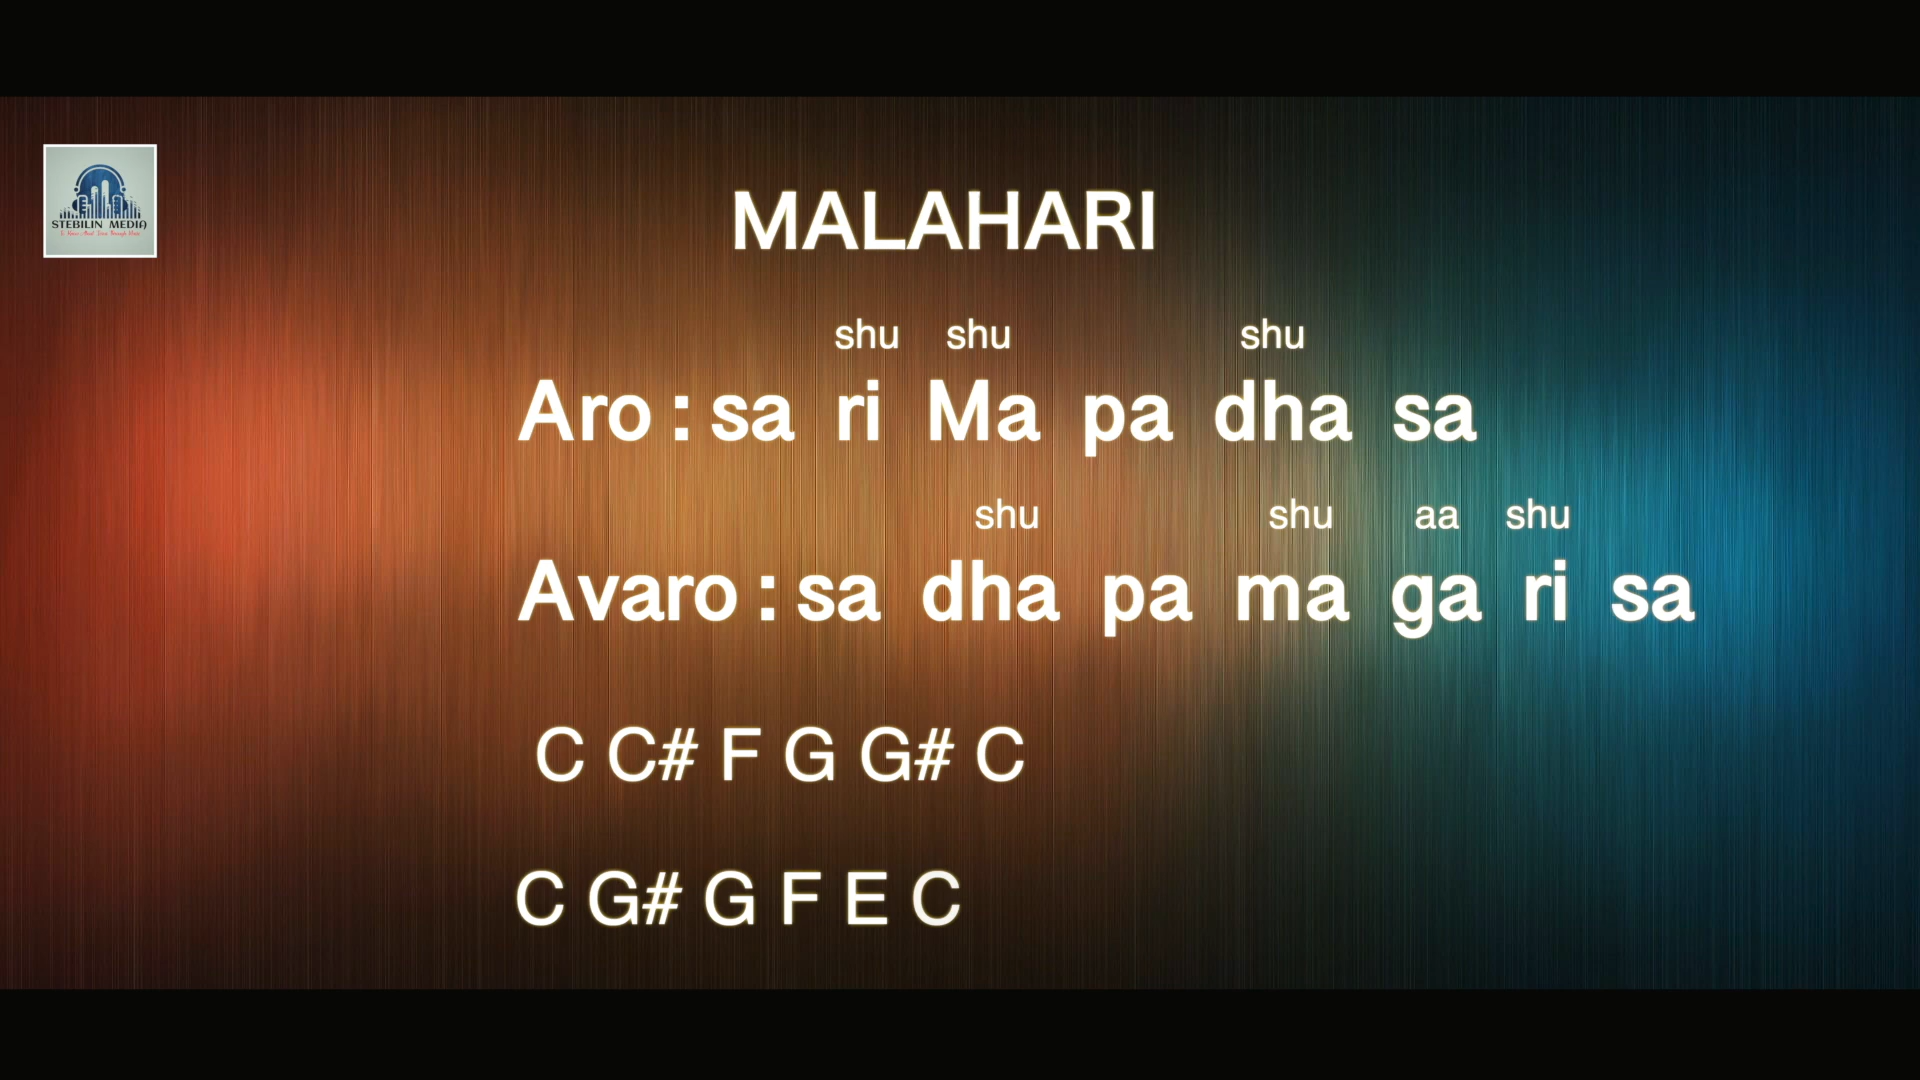 STEBILIN MEDIA
MALAHARI
shu shu shu
Aro : sa ri Ma pa dha sa
shu shu aa shu
Avaro : sa dha pa ma ga ri sa
C C# F G G# C
C G# G F E C